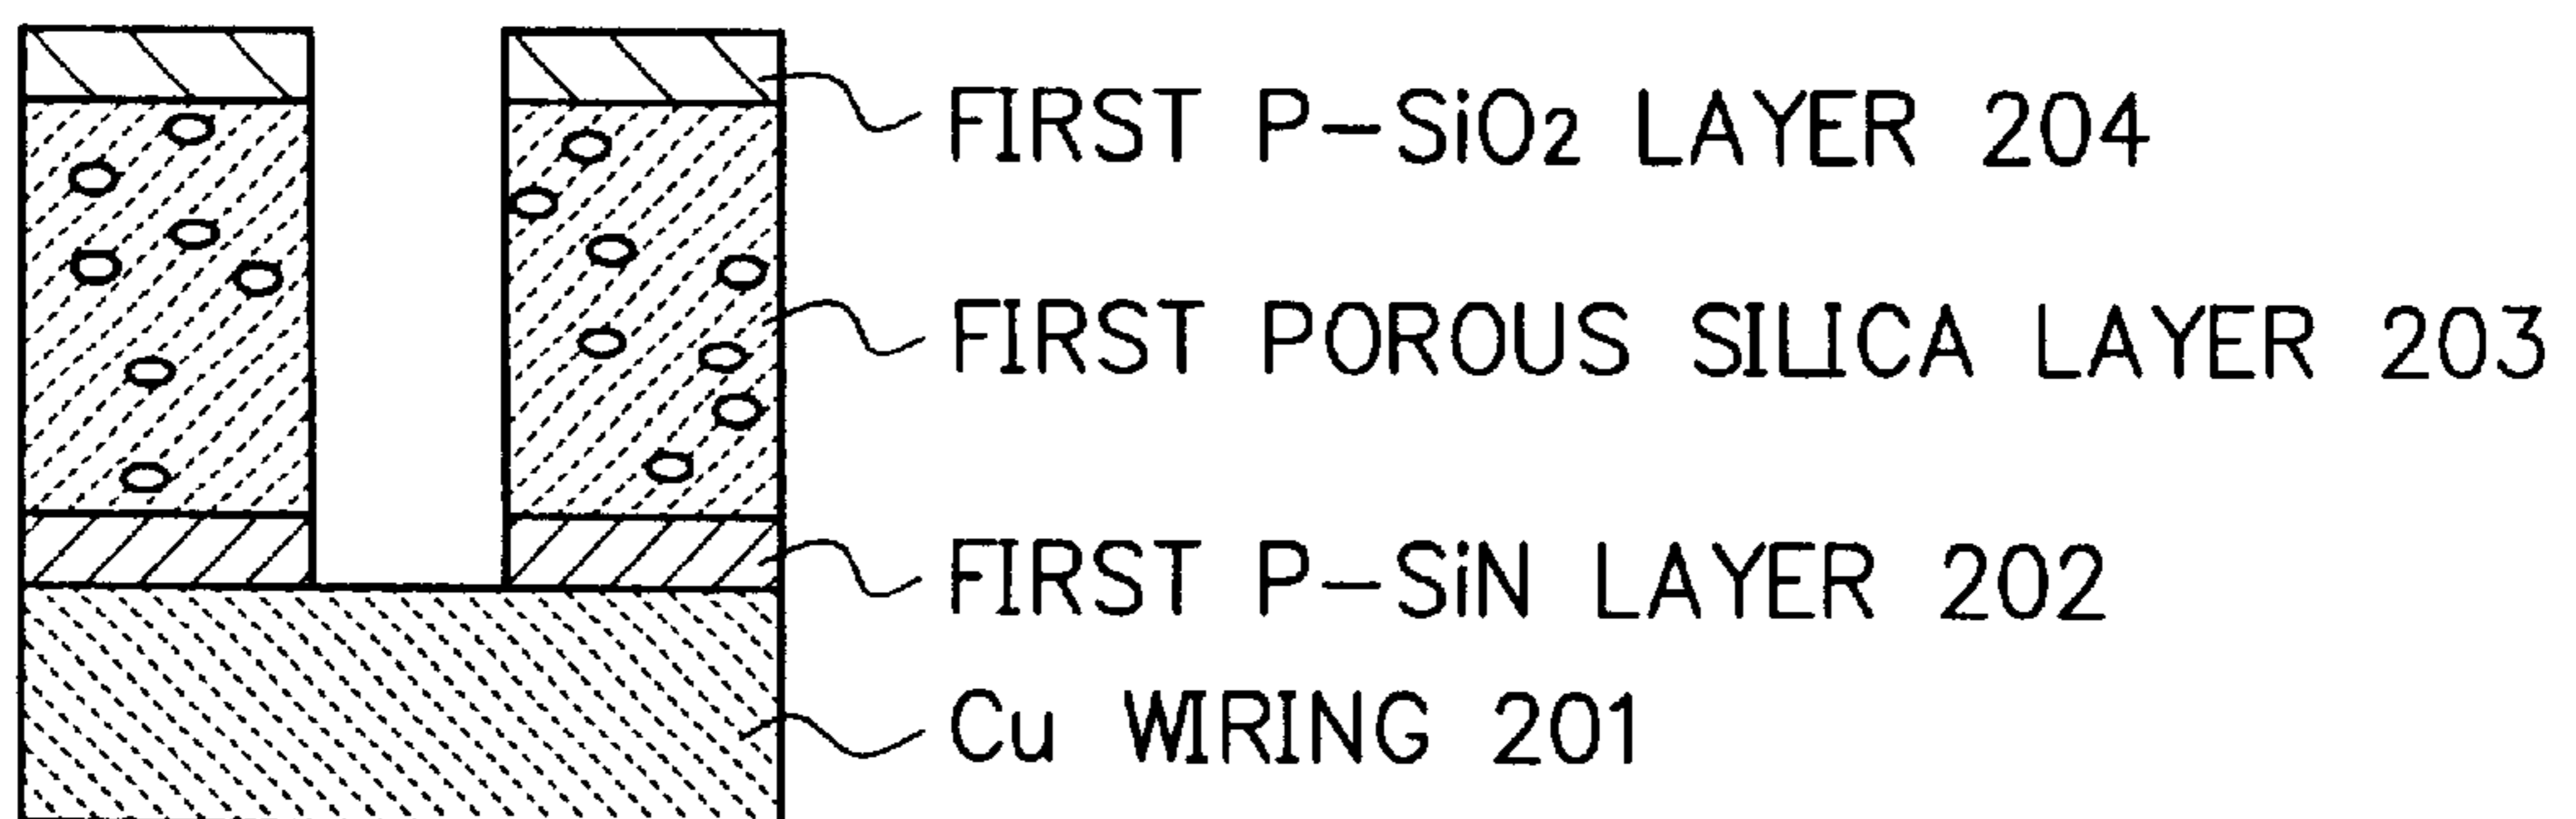 FIRST P-SiO2 LAYER 204
FIRST POROUS SILICA LAYER 203
FIRST P-SiN LAYER 202
Cu WIRING 201